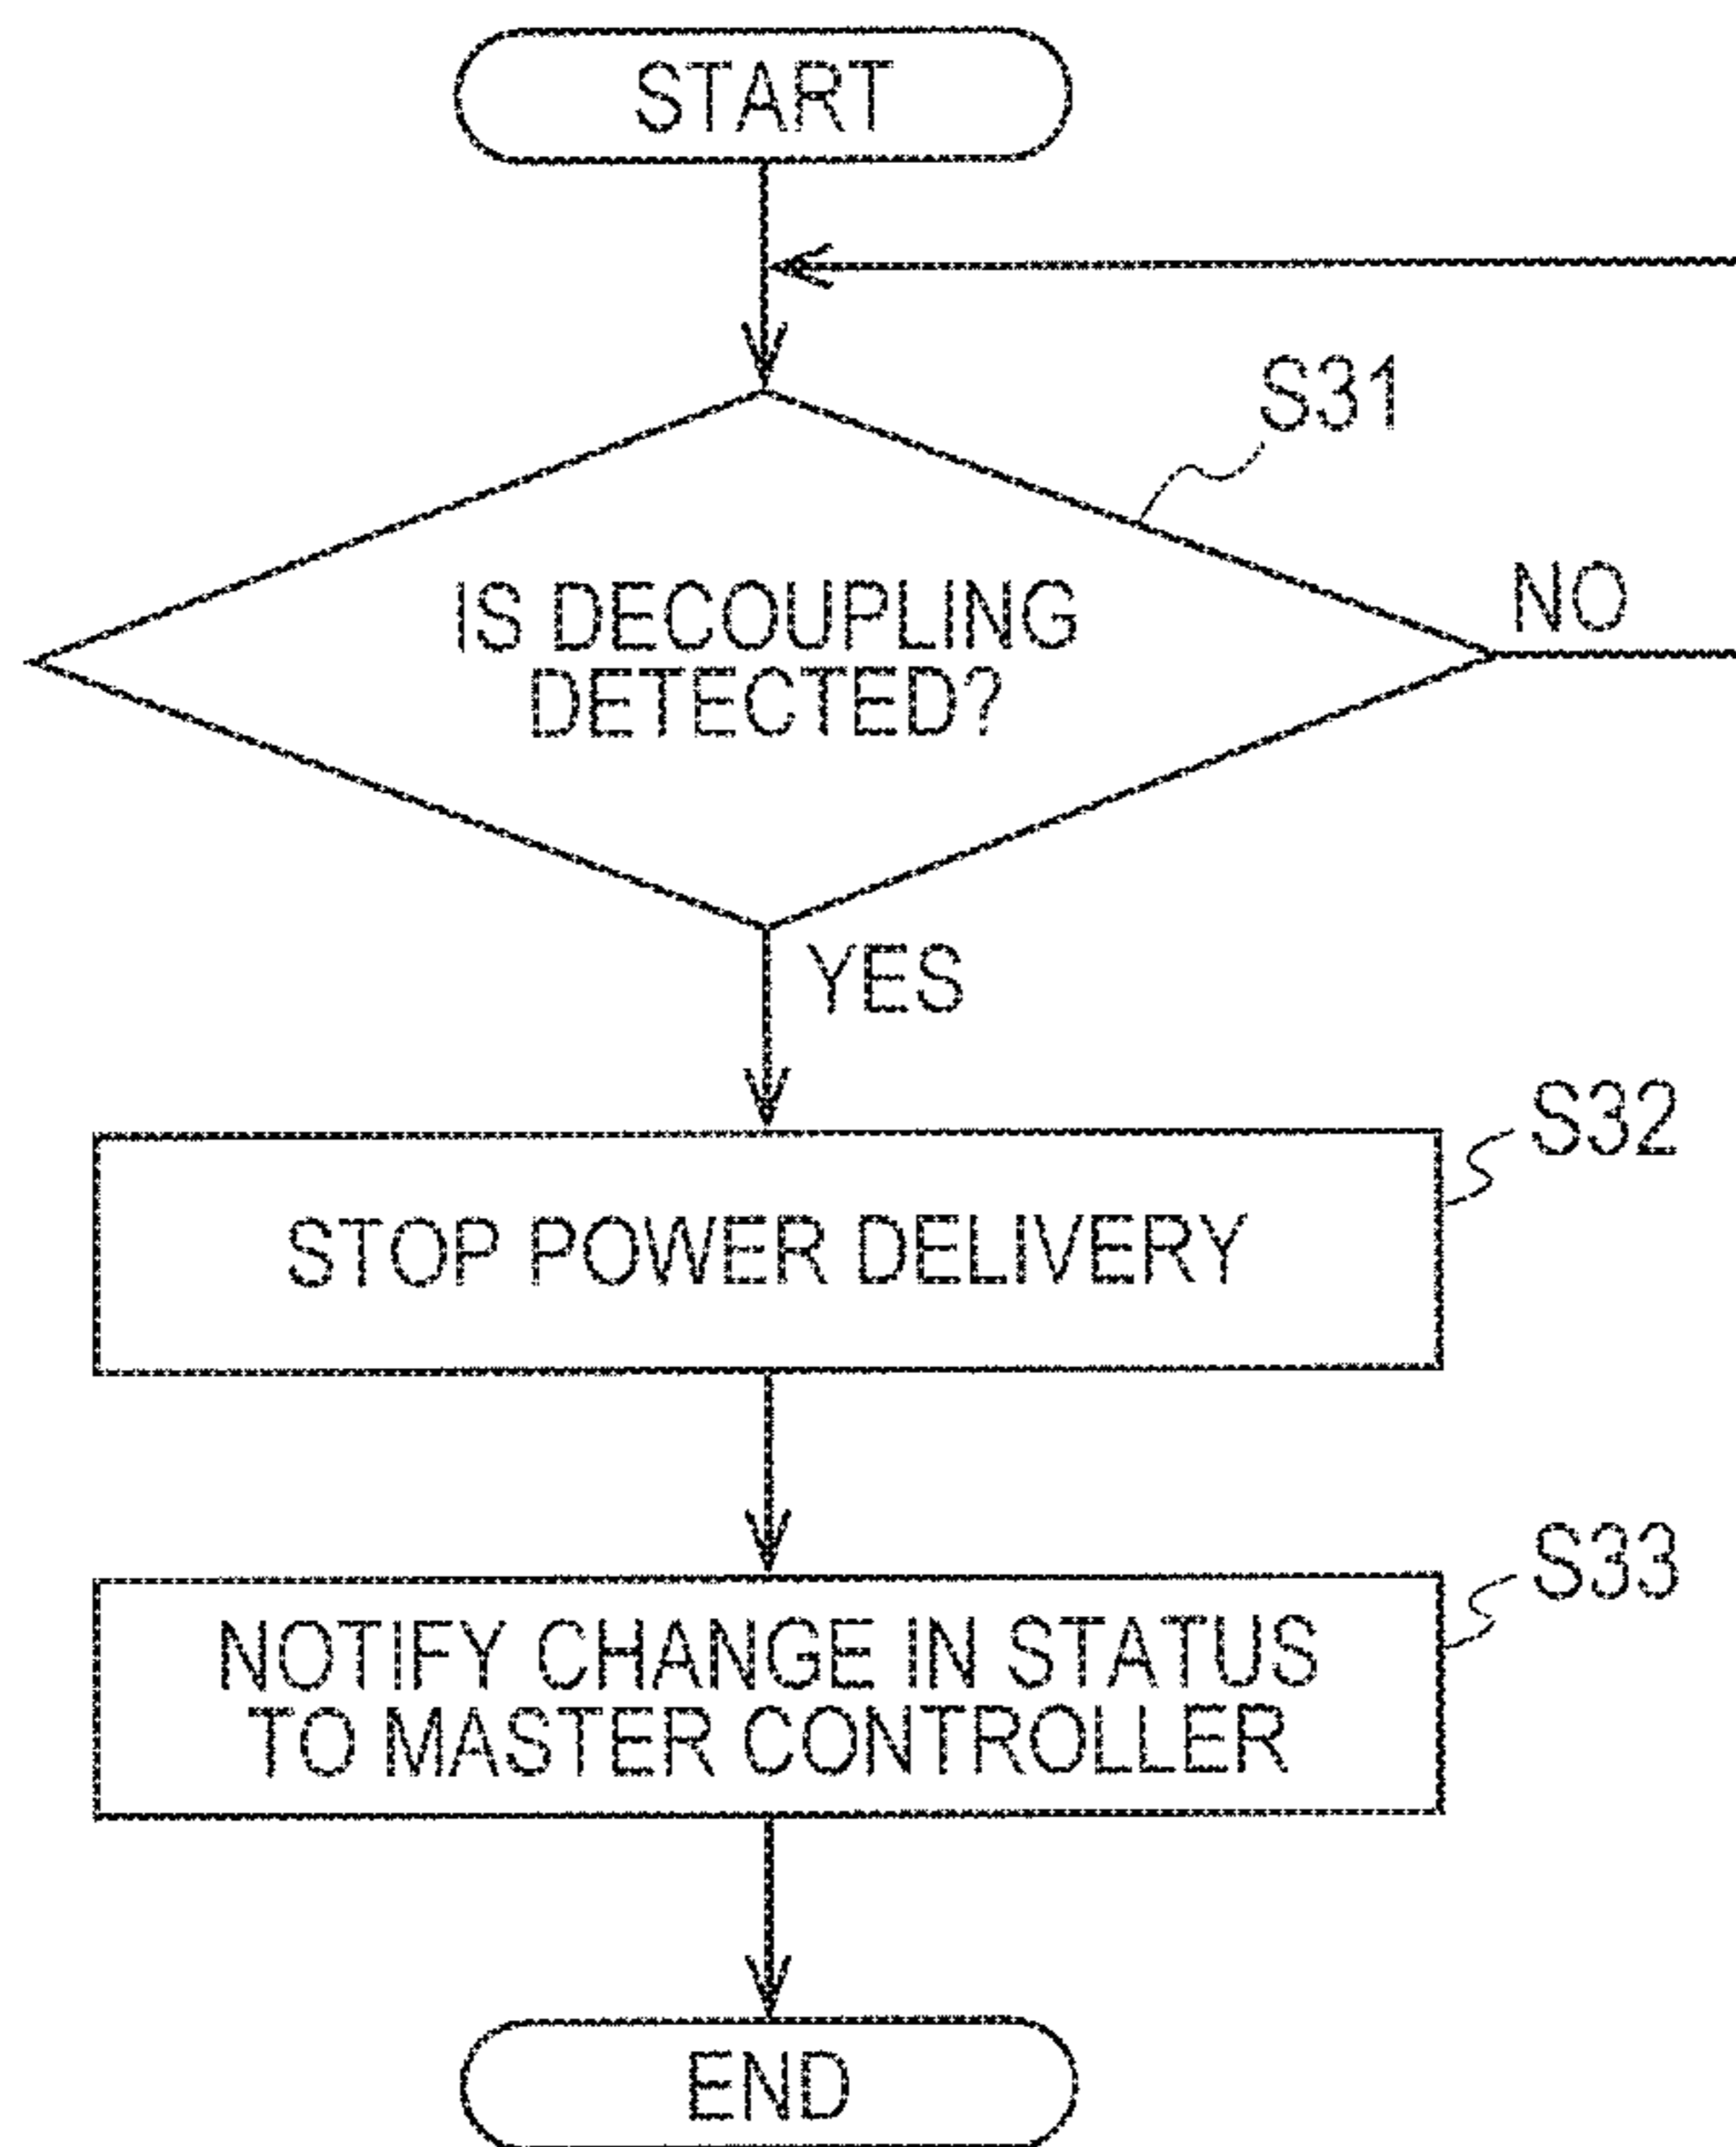 START
S31
IS DECOUPLING
DETECTED?
NO
YES
S32
STOP POWER DELIVERY
S33
NOTIFY CHANGE IN STATUS
TO MASTER CONTROLLER
END